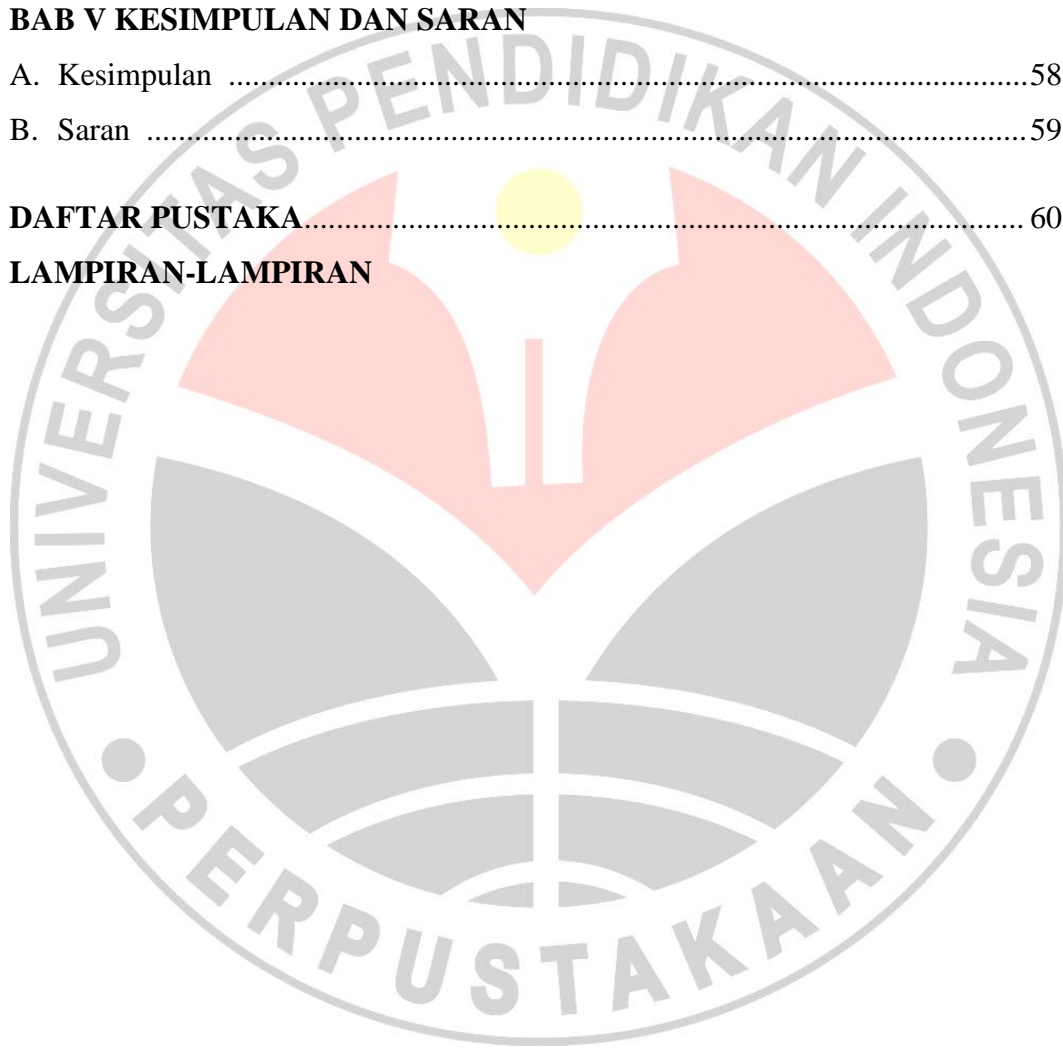 BAB V KESIMPULAN DAN SARAN
A. Kesimpulan ..................................................................................................... 58
B. Saran ............................................................................................................... 59
DAFTAR PUSTAKA.......................................................................................... 60
LAMPIRAN-LAMPIRAN
UNIVERSITAS PENDIDIKAN INDONESIA
PERPUSTAKAAN